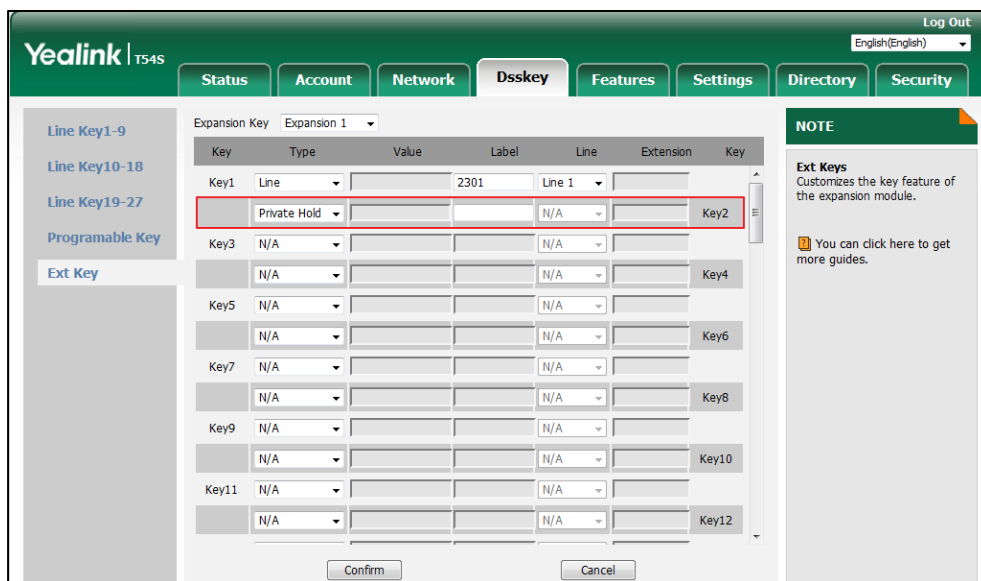 Log Out
English(English)
Yealink T54S
Status Account Network Dsskey Features Settings Directory Security
Line Key1-9
Line Key10-18
Line Key19-27
Programable Key
Ext Key
Expansion Key Expansion 1
Key Type Value Label Line Extension Key
Key1 Line 2301 Line 1
Private Hold N/A Key2
Key3 N/A N/A
N/A N/A Key4
Key5 N/A N/A
N/A N/A Key6
Key7 N/A N/A
N/A N/A Key8
Key9 N/A N/A
N/A N/A Key10
Key11 N/A N/A
N/A N/A Key12
Confirm Cancel
NOTE
Ext Keys
Customizes the key feature of
the expansion module.
You can click here to get
more guides.